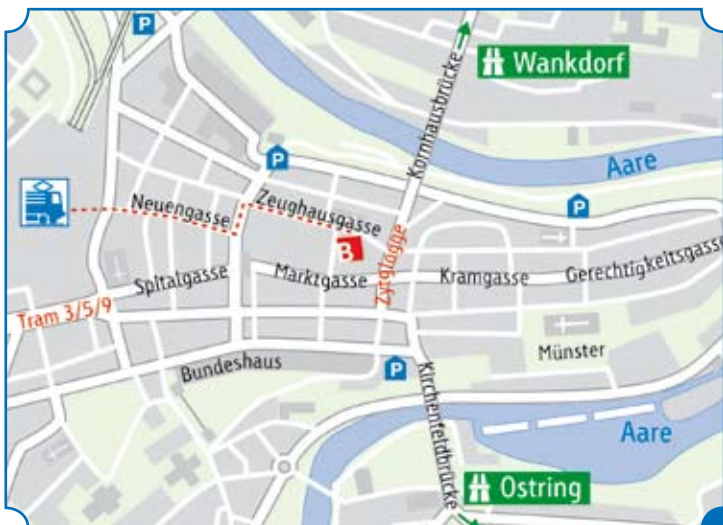 P
Wankdorf
Kornhausbrücke
Aare
P
Neuengasse
Zeughausgasse
P
B
Zytglogge
Spitalgasse
Marktgasse
Kramgasse
Gerechtigkeitsgasse
Tram 3/5/9
Münster
Bundeshaus
P
Kirchenfeldbrücke
Aare
Ostring